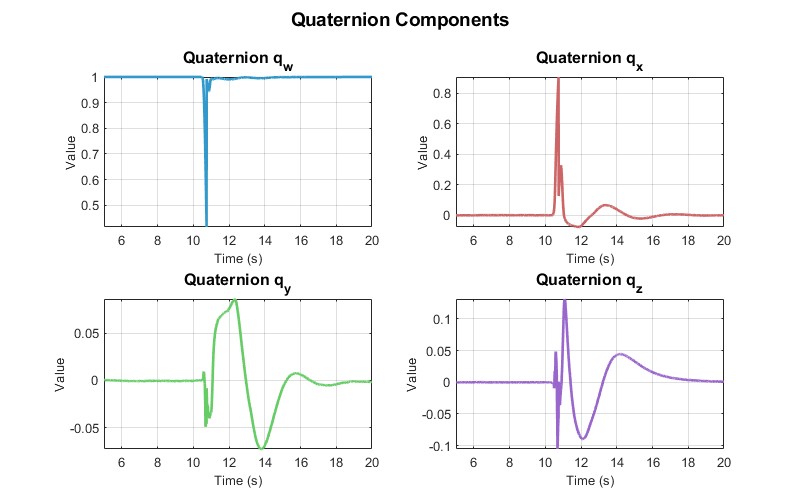 Quaternion Components
Quaternion q_w
Value
1
0.9
0.8
0.7
0.6
0.5
6 8 10 12 14 16 18 20
Time (s)
Quaternion q_x
Value
0.8
0.6
0.4
0.2
0
6 8 10 12 14 16 18 20
Time (s)
Quaternion q_y
Value
0.05
0
-0.05
6 8 10 12 14 16 18 20
Time (s)
Quaternion q_z
Value
0.1
0.05
0
-0.05
-0.1
6 8 10 12 14 16 18 20
Time (s)